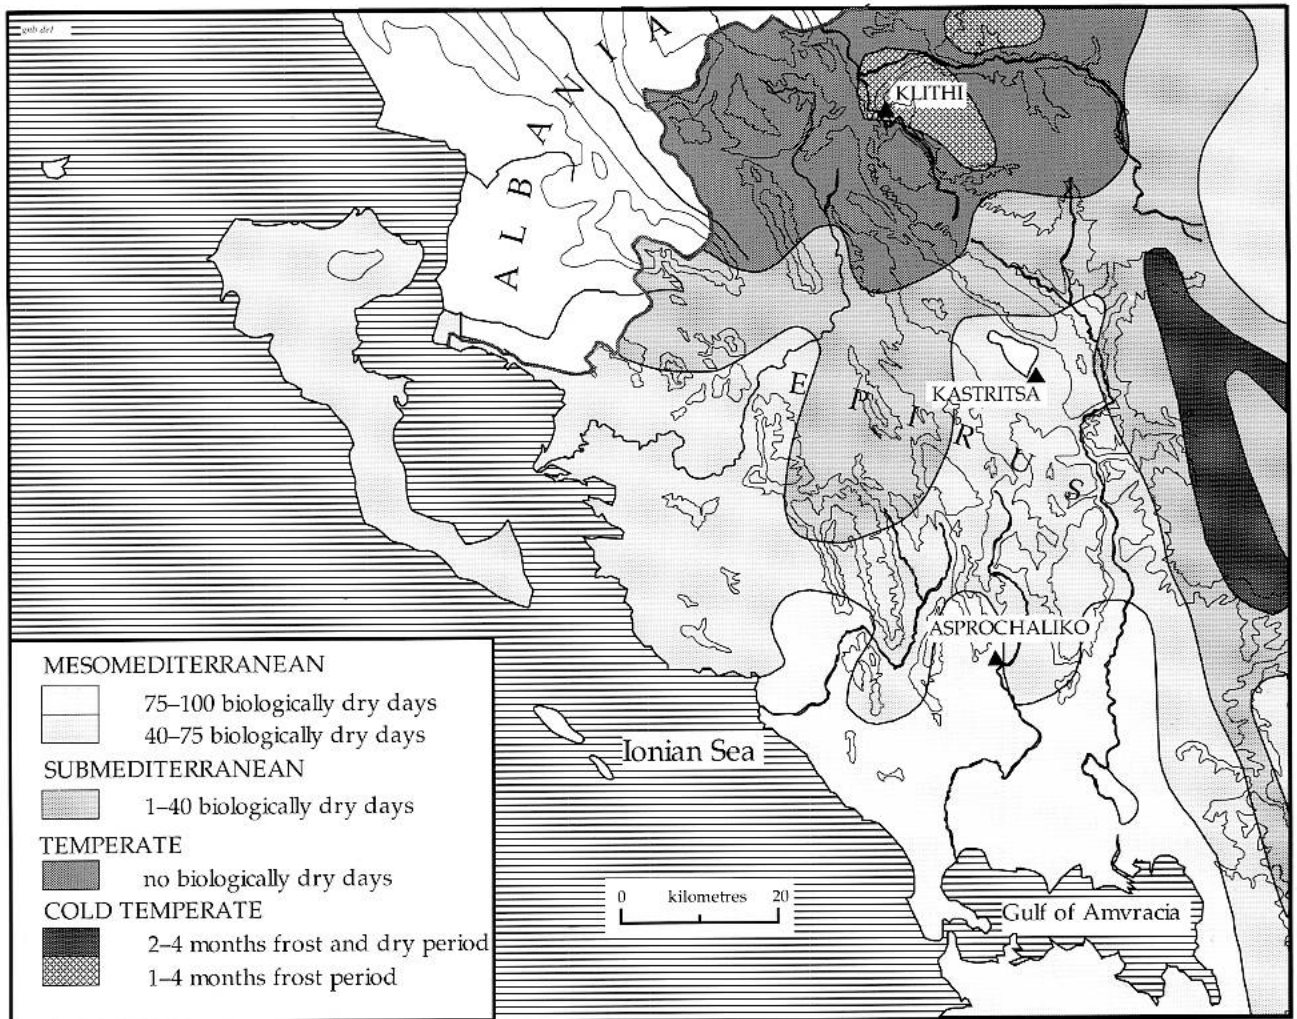 gnb del
ALBANIA
KLITHI
EPIRUS
KASTRITSA
ASPROCHALIKO
MESOMEDITERRANEAN
75–100 biologically dry days
40–75 biologically dry days
SUBMEDITERRANEAN
1–40 biologically dry days
TEMPERATE
no biologically dry days
COLD TEMPERATE
2–4 months frost and dry period
1–4 months frost period
Ionian Sea
0 kilometres 20
Gulf of Amvracia